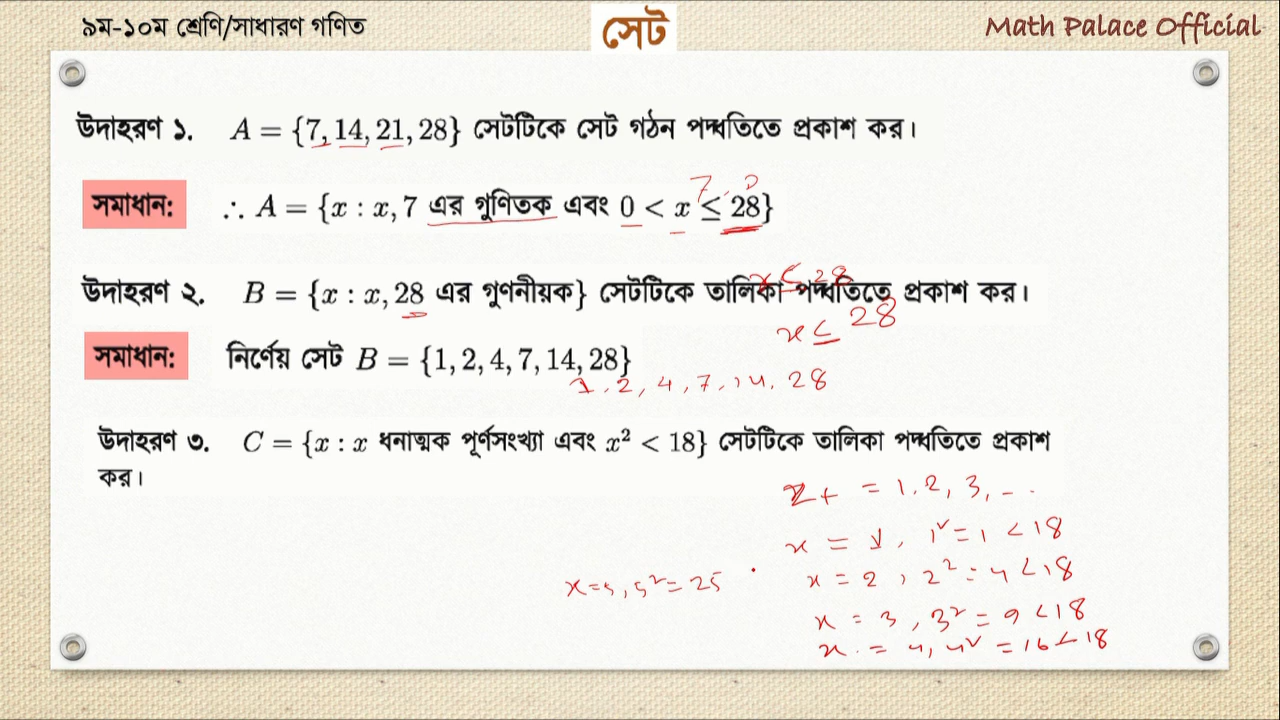 ৯ম-১০ম শ্রেণি/সাধারণ গণিত
সেট
Math Palace Official
উদাহরণ ১. A = {7, 14, 21, 28} সেটটিকে সেট গঠন পদ্ধতিতে প্রকাশ কর।
7
সমাধান: ∴ A = {x : x, 7 এর গুণিতক এবং 0 < x ≤ 28}
x ≤ 28
উদাহরণ ২. B = {x : x, 28 এর গুণনীয়ক} সেটটিকে তালিকা পদ্ধতিতে প্রকাশ কর।
x ≤ 28
সমাধান: নির্ণেয় সেট B = {1, 2, 4, 7, 14, 28}
1, 2, 4, 7, 14, 28
উদাহরণ ৩. C = {x : x ধনাত্মক পূর্ণসংখ্যা এবং x² < 18} সেটটিকে তালিকা পদ্ধতিতে প্রকাশ
কর।
Z+ = 1, 2, 3, ...
x = 1, 1² = 1 < 18
x = 2, 2² = 4 < 18
x = 5, 5² = 25
x = 3, 3² = 9 < 18
x = 4, 4² = 16 < 18